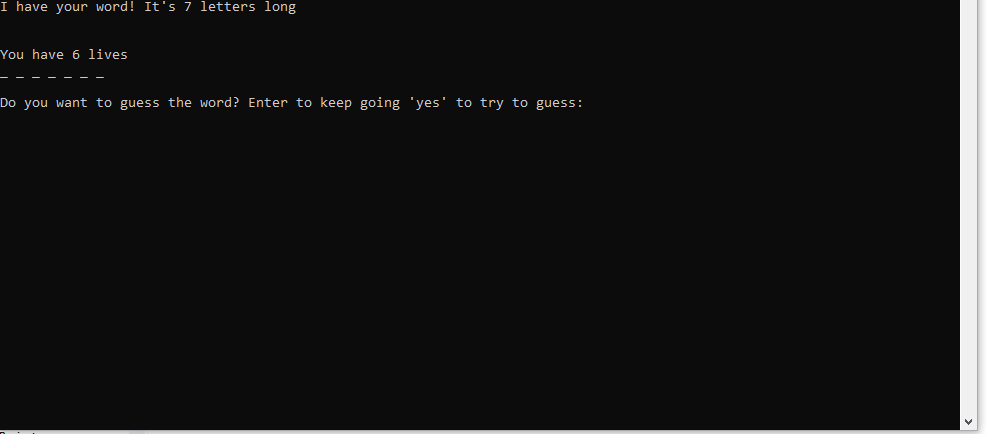 I have your word! It's 7 letters long
You have 6 lives
_ _ _ _ _ _ _
Do you want to guess the word? Enter to keep going 'yes' to try to guess: